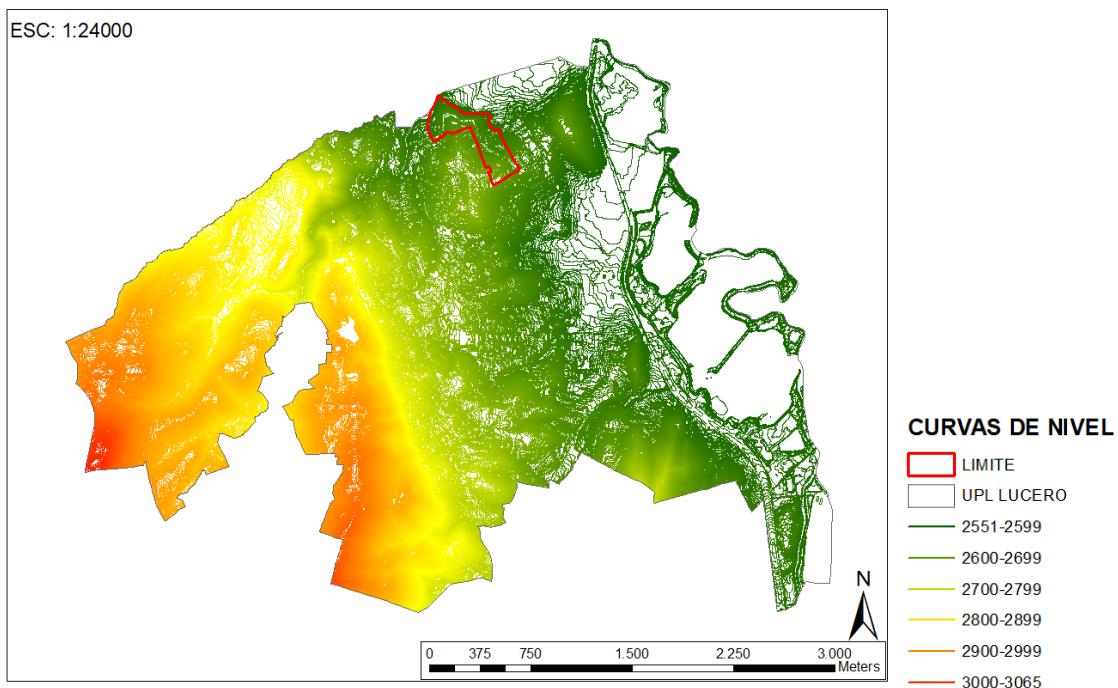 ESC: 1:24000
N
0 375 750 1.500 2.250 3.000
Meters
CURVAS DE NIVEL
LIMITE
UPL LUCERO
2551-2599
2600-2699
2700-2799
2800-2899
2900-2999
3000-3065